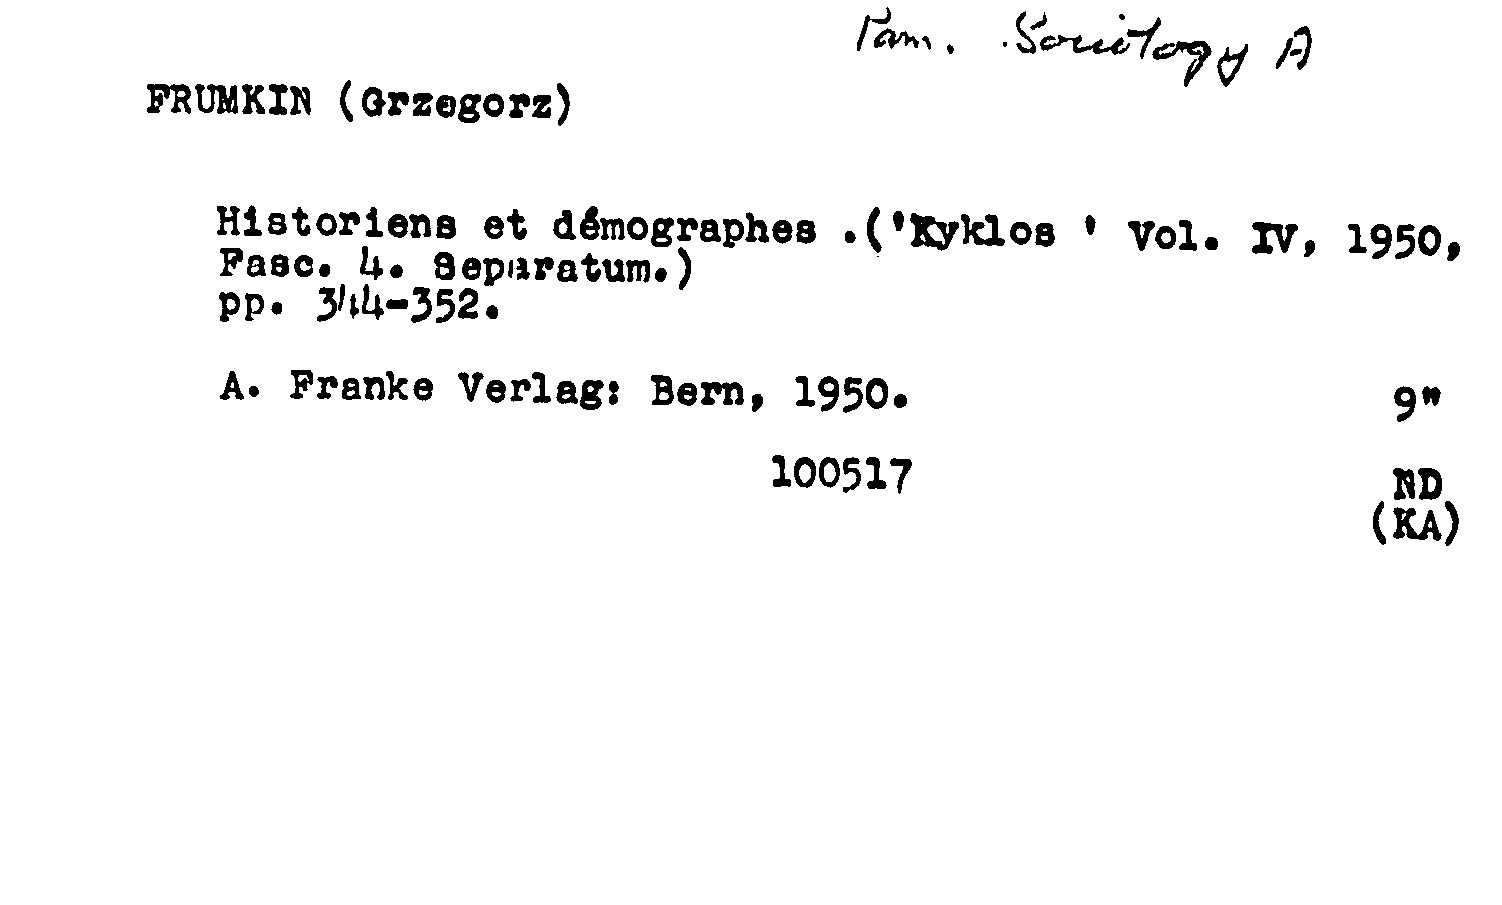 Pam. Sociology A
FRUMKIN (Grzegorz)
Historiens et démographes .('Kyklos ' Vol. IV, 1950,
Fasc. 4. Separatum.)
pp. 344-352.
A. Franke Verlag: Bern, 1950. 9"
100517 ND
(KA)